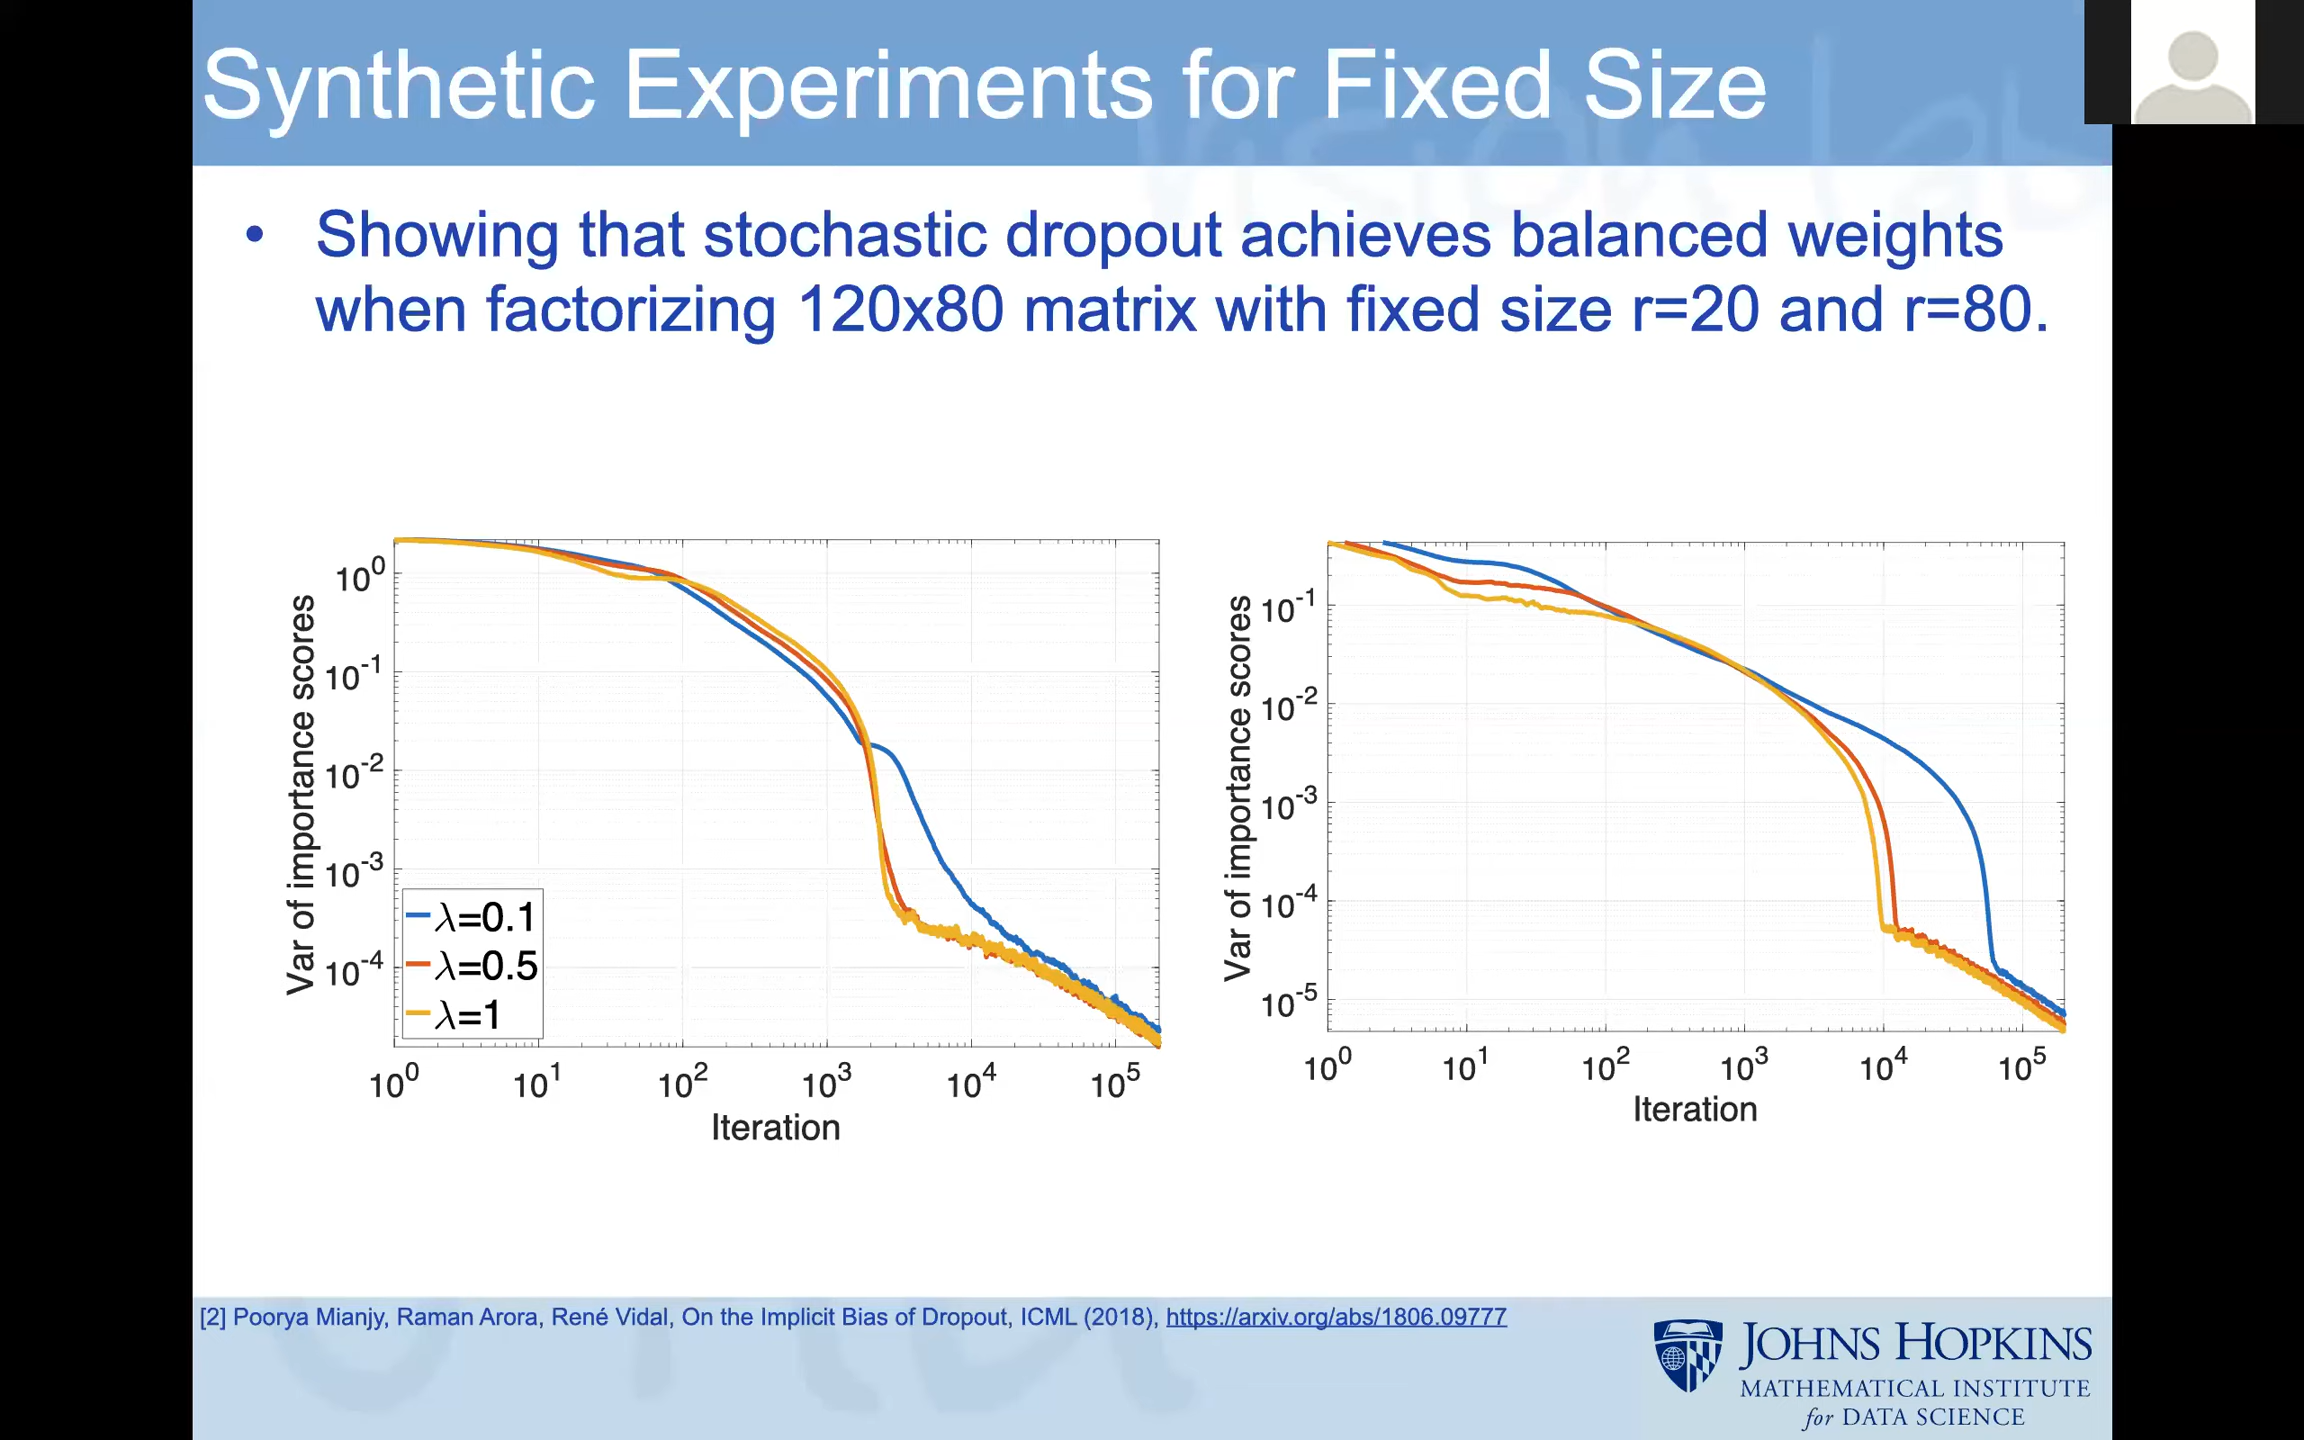 Synthetic Experiments for Fixed Size
vision lab
• Showing that stochastic dropout achieves balanced weights
when factorizing 120x80 matrix with fixed size r=20 and r=80.
Var of importance scores
10^0
10^-1
10^-2
10^-3
10^-4
λ=0.1
λ=0.5
λ=1
10^0 10^1 10^2 10^3 10^4 10^5
Iteration
Var of importance scores
10^-1
10^-2
10^-3
10^-4
10^-5
10^0 10^1 10^2 10^3 10^4 10^5
Iteration
[2] Poorya Mianjy, Raman Arora, René Vidal, On the Implicit Bias of Dropout, ICML (2018), https://arxiv.org/abs/1806.09777
JOHNS HOPKINS
MATHEMATICAL INSTITUTE
for DATA SCIENCE